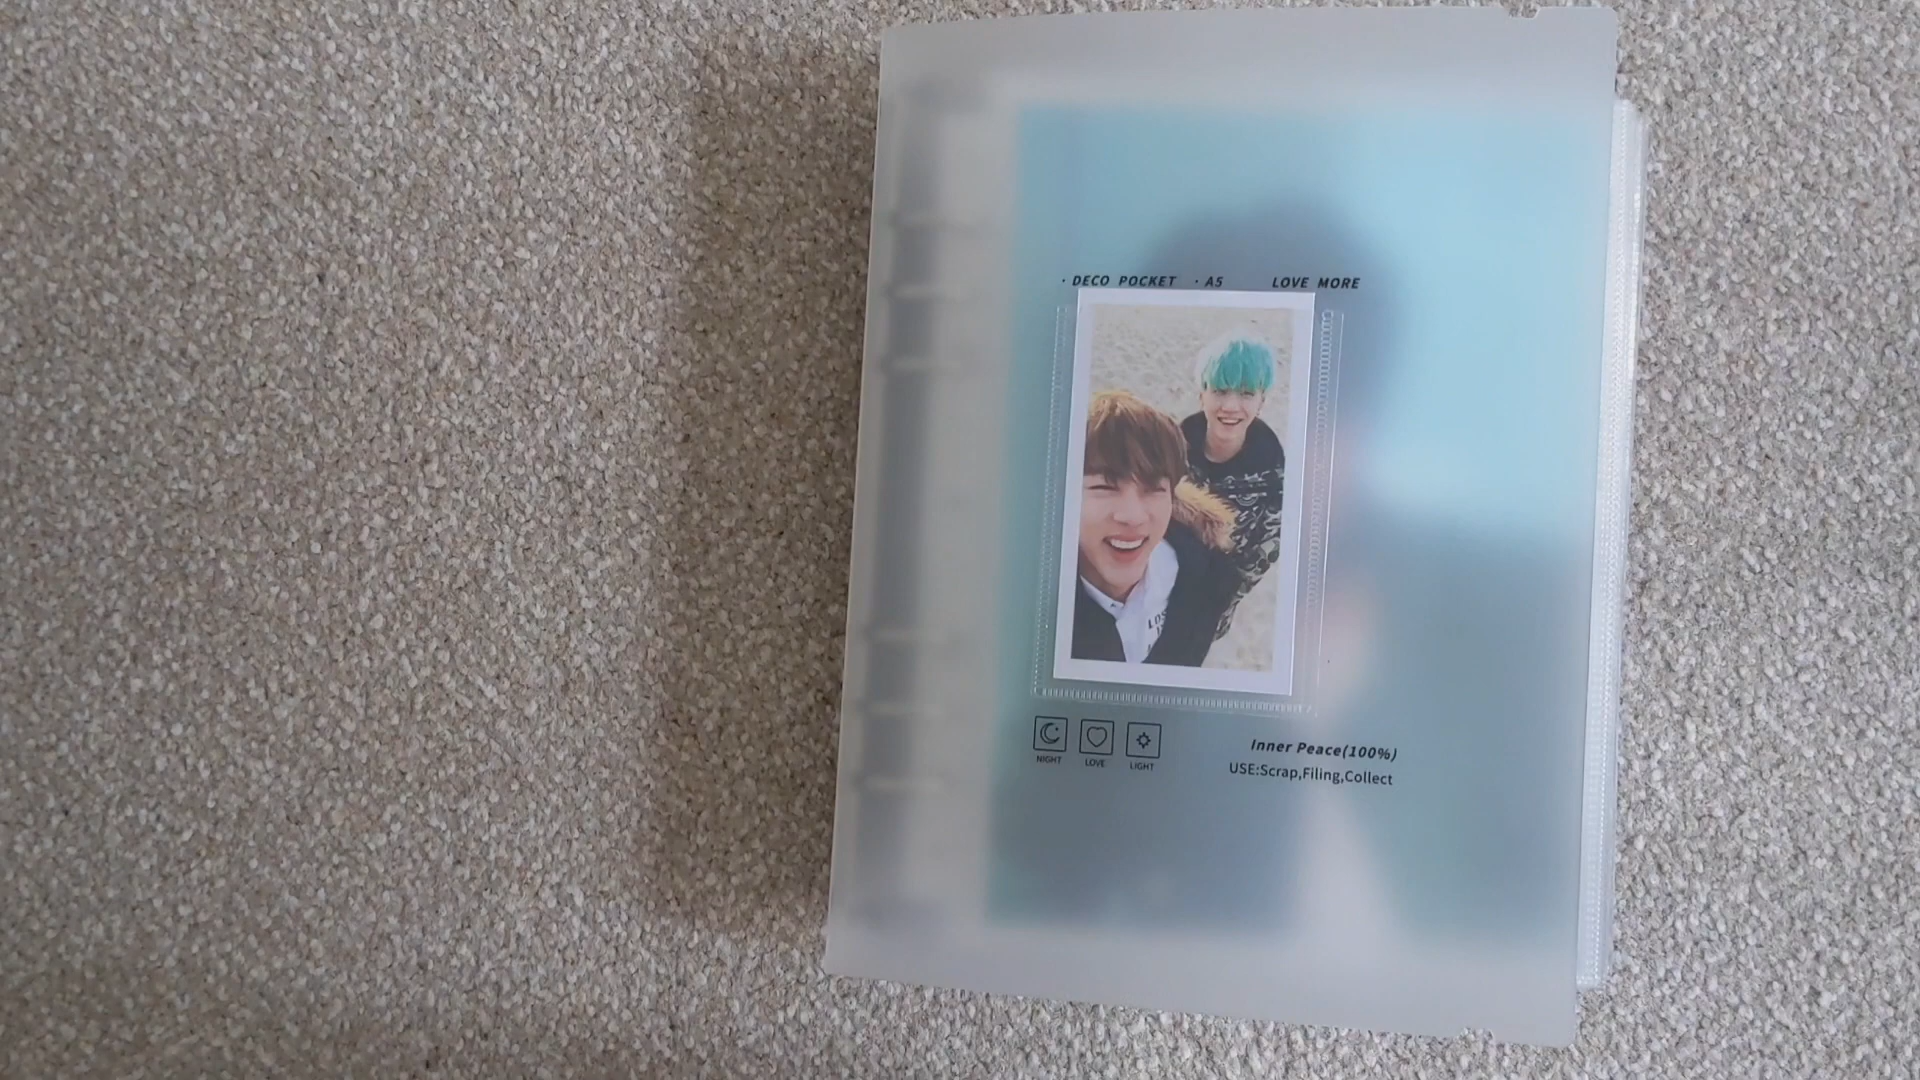 · DECO POCKET · A5 LOVE MORE
NIGHT LOVE LIGHT
Inner Peace(100%)
USE:Scrap,Filing,Collect